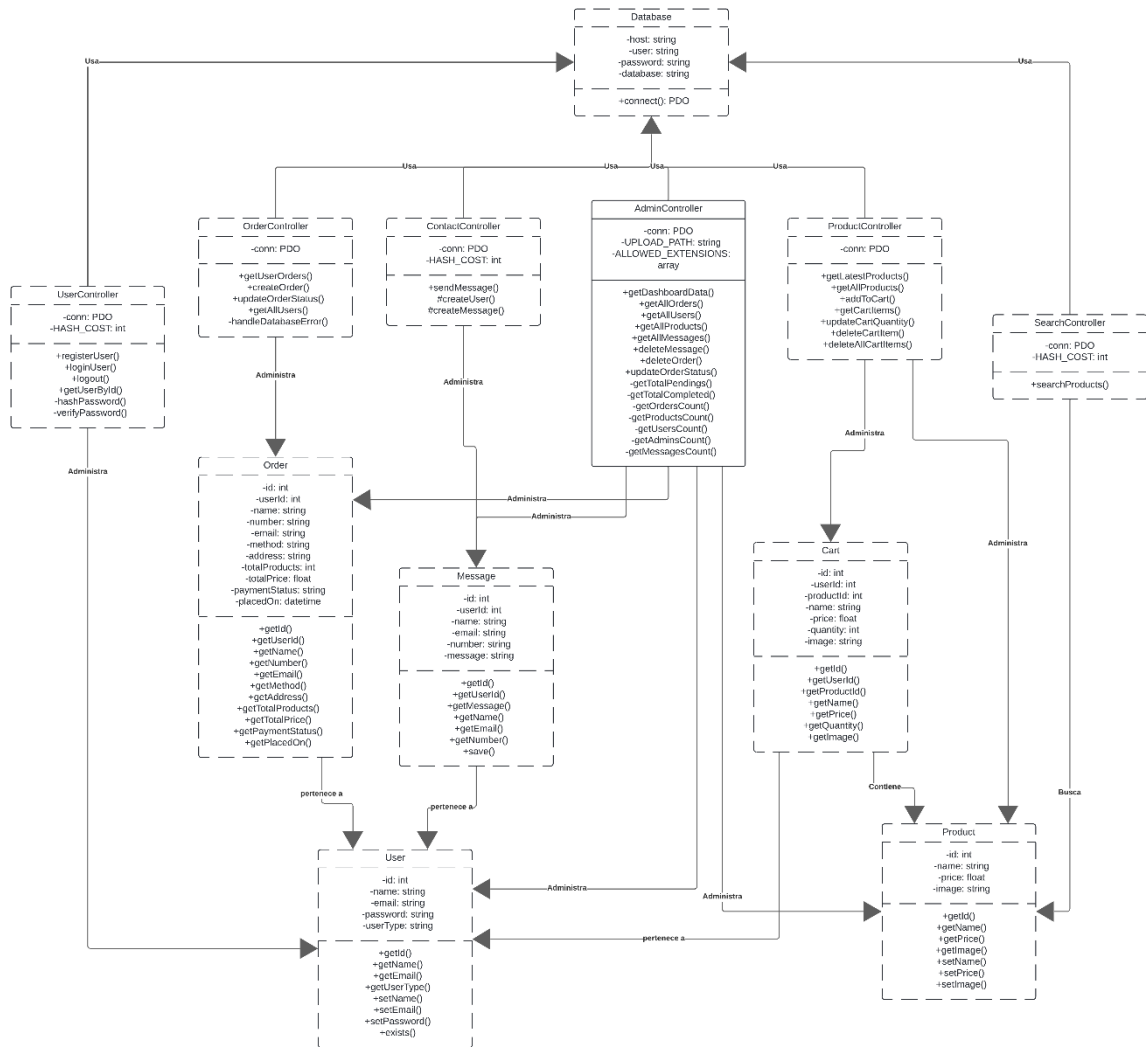 Database
-host: string
-user: string
-password: string
-database: string
+connect(): PDO
Usa
Usa
Usa
Usa
Usa
Usa
OrderController
-conn: PDO
+getUserOrders()
+createOrder()
+updateOrderStatus()
+getAllUsers()
-handleDatabaseError()
ContactController
-conn: PDO
-HASH_COST: int
+sendMessage()
#createUser()
#createMessage()
AdminController
-conn: PDO
-UPLOAD_PATH: string
-ALLOWED_EXTENSIONS:
array
+getDashboardData()
+getAllOrders()
+getAllUsers()
+getAllProducts()
+getAllMessages()
+deleteMessage()
+deleteOrder()
+updateOrderStatus()
-getTotalPendings()
-getTotalCompleted()
-getOrdersCount()
-getProductsCount()
-getUsersCount()
-getAdminsCount()
-getMessagesCount()
ProductController
-conn: PDO
+getLatestProducts()
+getAllProducts()
+addToCart()
+getCartItems()
+updateCartQuantity()
+deleteCartItem()
+deleteAllCartItems()
UserController
-conn: PDO
-HASH_COST: int
+registerUser()
+loginUser()
+logout()
+getUserById()
-hashPassword()
-verifyPassword()
SearchController
-conn: PDO
-HASH_COST: int
+searchProducts()
Administra
Administra
Administra
Administra
Administra
Administra
Administra
Order
-id: int
-userId: int
-name: string
-number: string
-email: string
-method: string
-address: string
-totalProducts: int
-totalPrice: float
-paymentStatus: string
-placedOn: datetime
+getId()
+getUserId()
+getName()
+getNumber()
+getEmail()
+getMethod()
+getAddress()
+getTotalProducts()
+getTotalPrice()
+getPaymentStatus()
+getPlacedOn()
Message
-id: int
-userId: int
-name: string
-email: string
-number: string
-message: string
+getId()
+getUserId()
+getMessage()
+getName()
+getEmail()
+getNumber()
+save()
Cart
-id: int
-userId: int
-productId: int
-name: string
-price: float
-quantity: int
-image: string
+getId()
+getUserId()
+getProductId()
+getName()
+getPrice()
+getQuantity()
+getImage()
pertenece a
pertenece a
Contiene
Busca
User
-id: int
-name: string
-email: string
-password: string
-userType: string
+getId()
+getName()
+getEmail()
+getUserType()
+setName()
+setEmail()
+setPassword()
+exists()
Administra
Administra
pertenece a
Product
-id: int
-name: string
-price: float
-image: string
+getId()
+getName()
+getPrice()
+getImage()
+setName()
+setPrice()
+setImage()